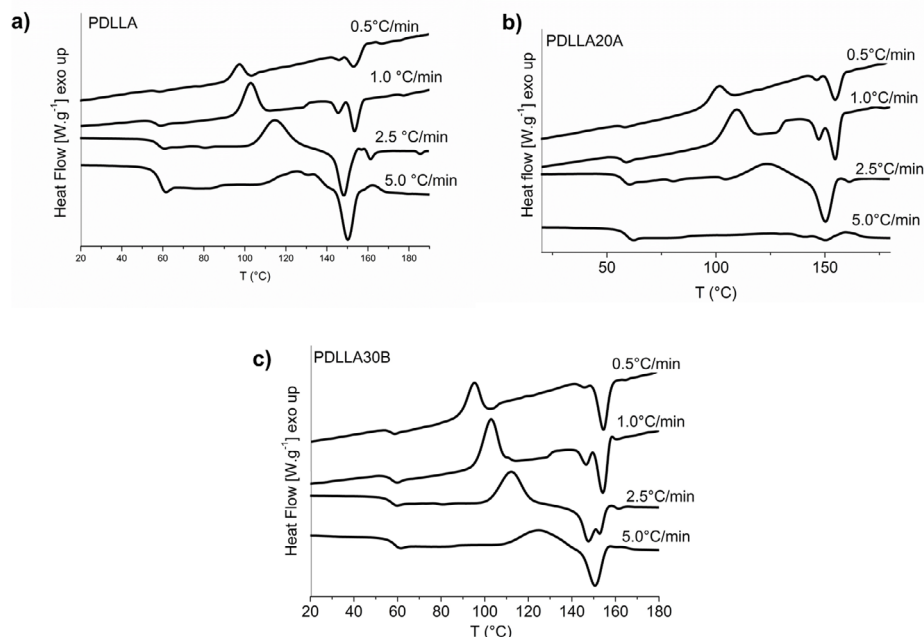 a)
PDLLA
0.5°C/min
1.0 °C/min
2.5 °C/min
5.0 °C/min
Heat Flow [W.g⁻¹] exo up
20 40 60 80 100 120 140 160 180
T (°C)
b)
PDLLA20A
0.5°C/min
1.0°C/min
2.5°C/min
5.0°C/min
Heat flow [W.g⁻¹] exo up
50 100 150
T (°C)
c)
PDLLA30B
0.5°C/min
1.0°C/min
2.5°C/min
5.0°C/min
Heat Flow [W.g⁻¹] exo up
20 40 60 80 100 120 140 160 180
T (°C)